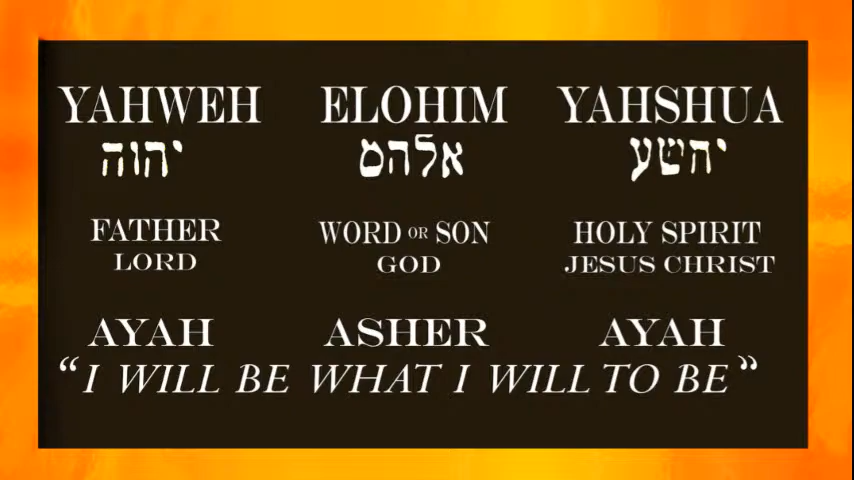 YAHWEH ELOHIM YAHSHUA
יהוה אלהם יהשע
FATHER WORD OR SON HOLY SPIRIT
LORD GOD JESUS CHRIST
AYAH ASHER AYAH
“I WILL BE WHAT I WILL TO BE”